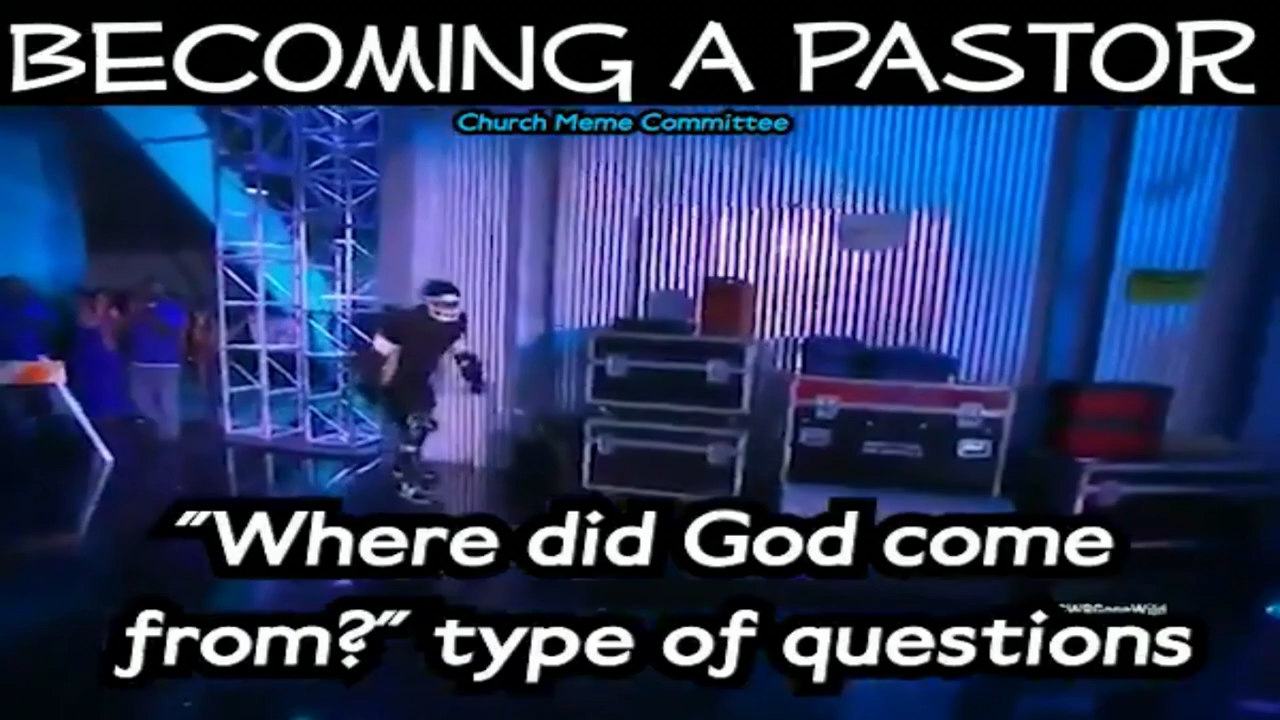 BECOMING A PASTOR
Church Meme Committee
"Where did God come
from?" type of questions